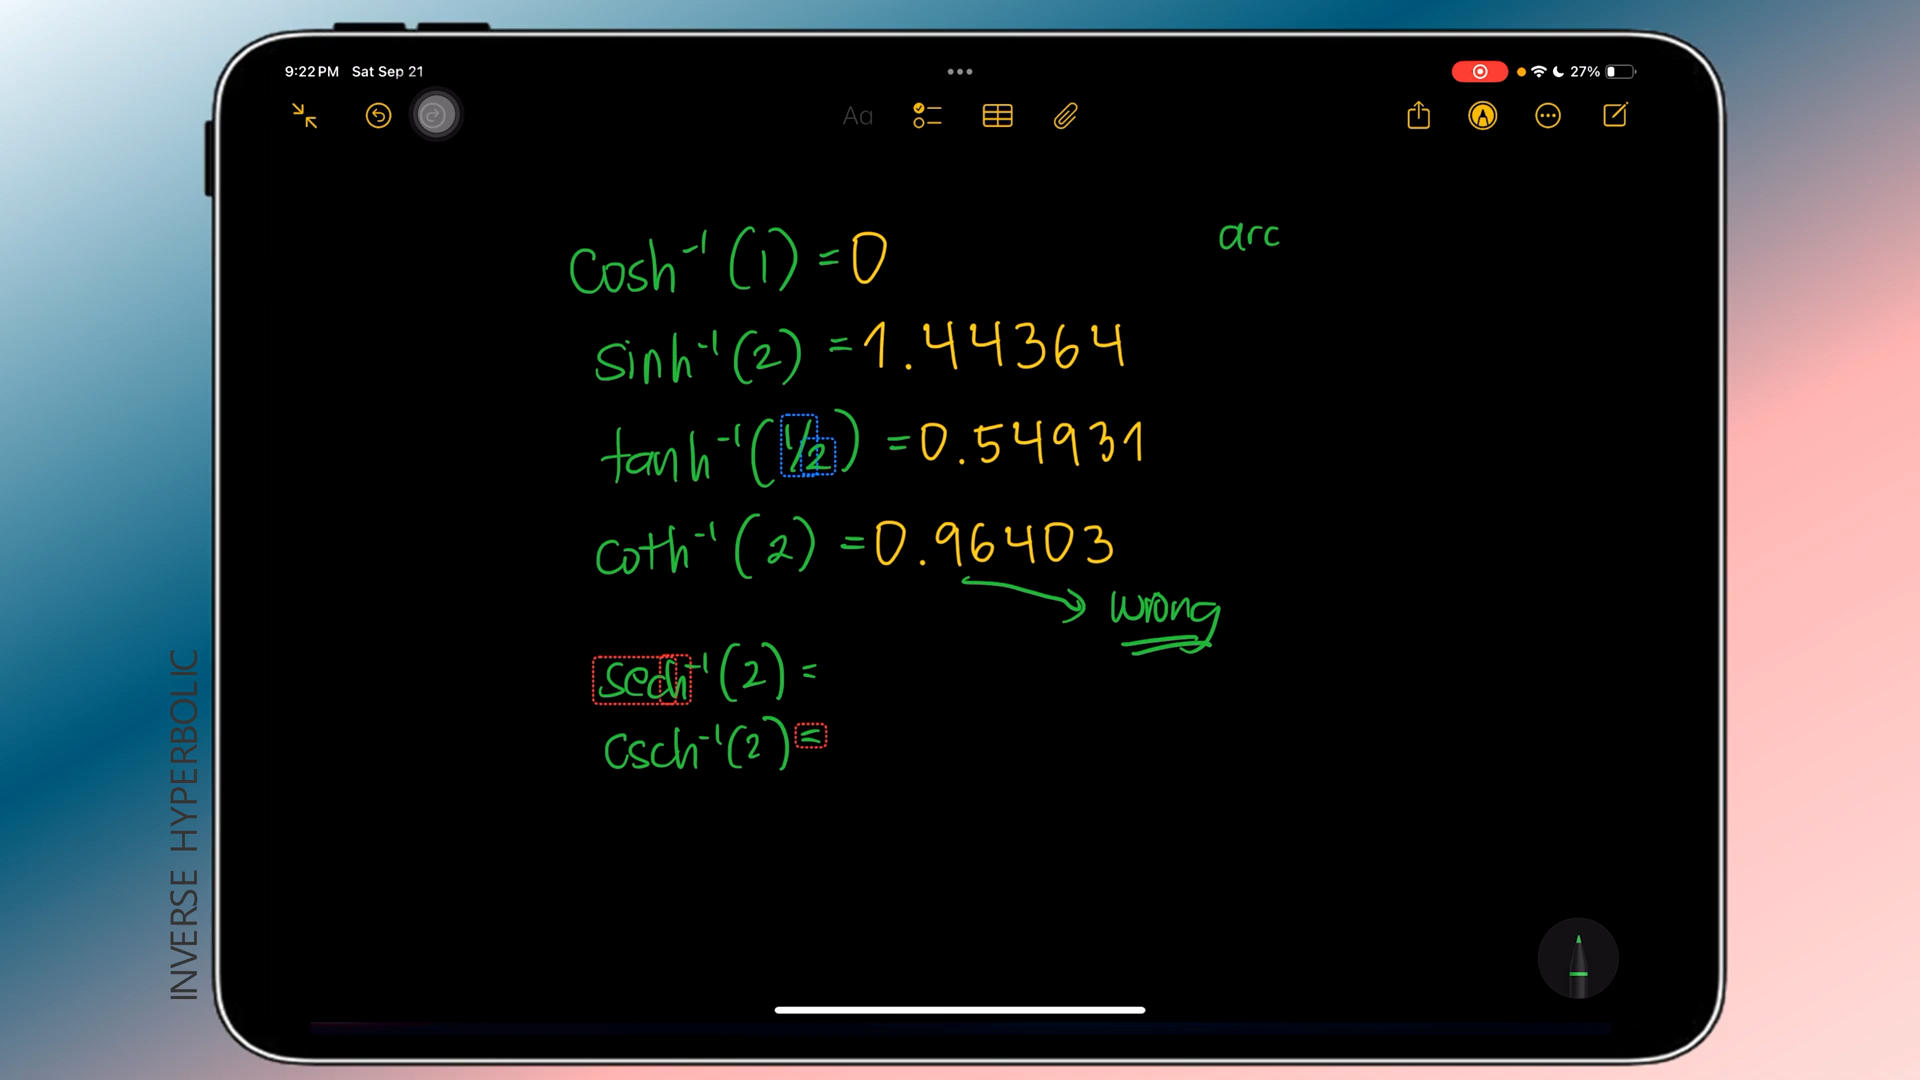 9:22 PM Sat Sep 21
27%
Aa
arc
Cosh⁻¹ (1) = 0
sinh⁻¹ (2) = 1.44364
tanh⁻¹ (1/2) = 0.54931
coth⁻¹ (2) = 0.96403
wrong
sech⁻¹ (2) =
csch⁻¹ (2) =
INVERSE HYPERBOLIC